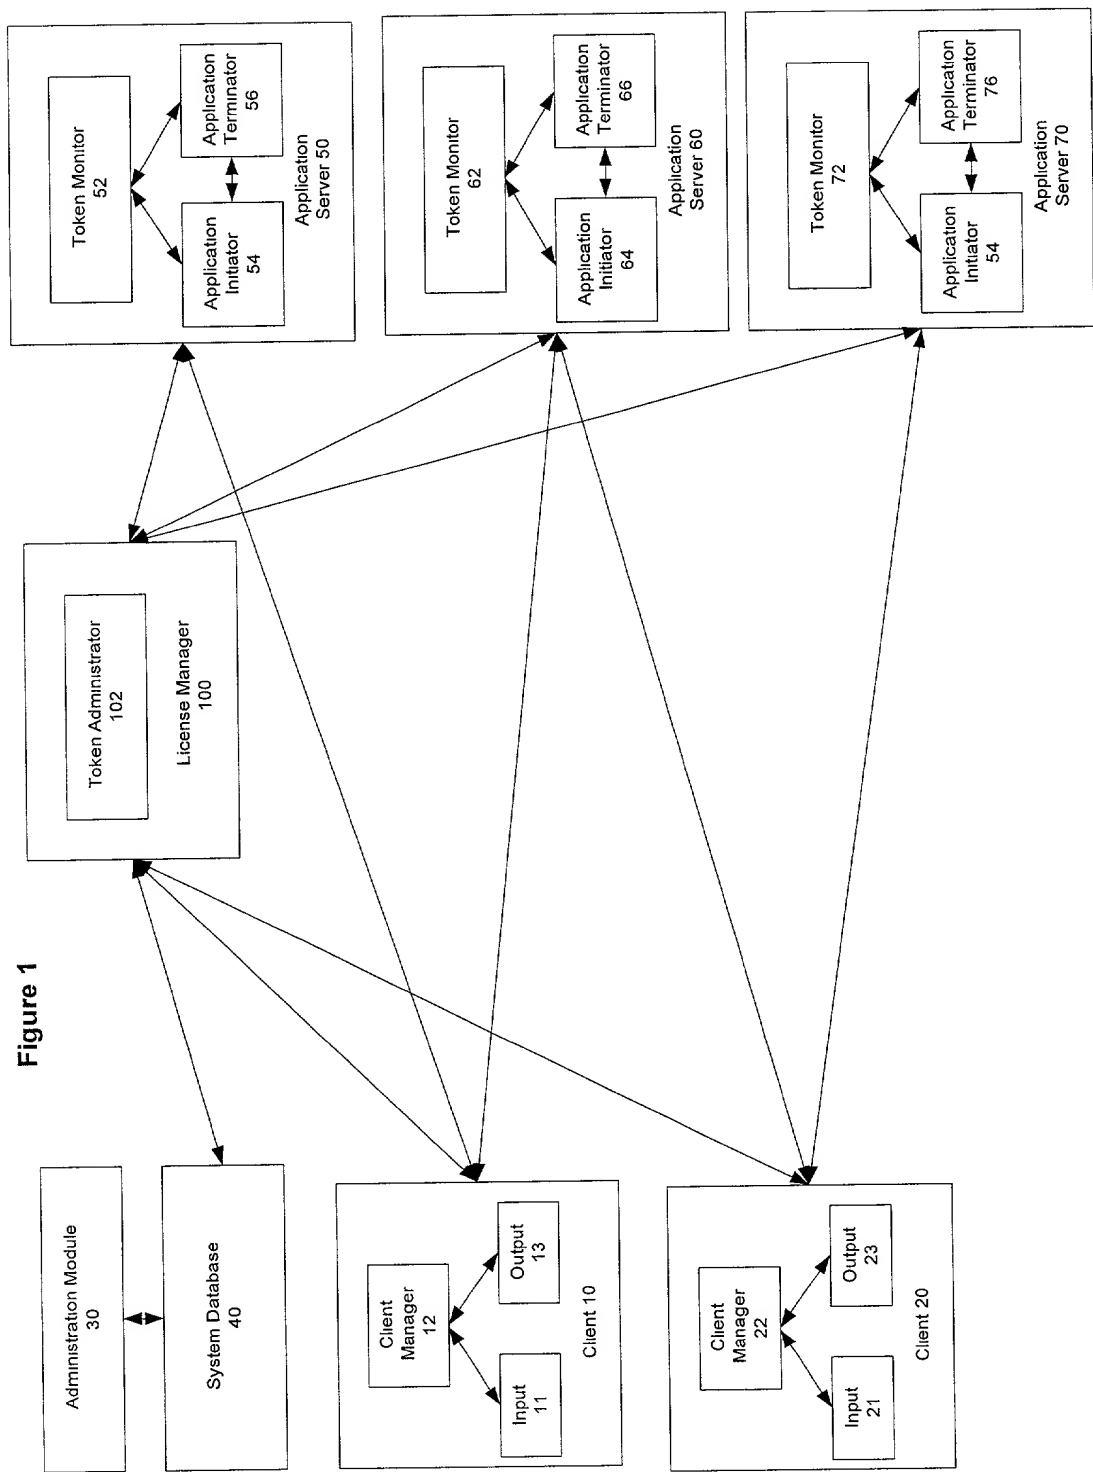 Figure 1
Administration Module
30
System Database
40
Client
Manager
12
Input
11
Output
13
Client 10
Client
Manager
22
Input
21
Output
23
Client 20
Token Administrator
102
License Manager
100
Token Monitor
52
Application
Initiator
54
Application
Terminator
56
Application
Server 50
Token Monitor
62
Application
Initiator
64
Application
Terminator
66
Application
Server 60
Token Monitor
72
Application
Initiator
54
Application
Terminator
76
Application
Server 70